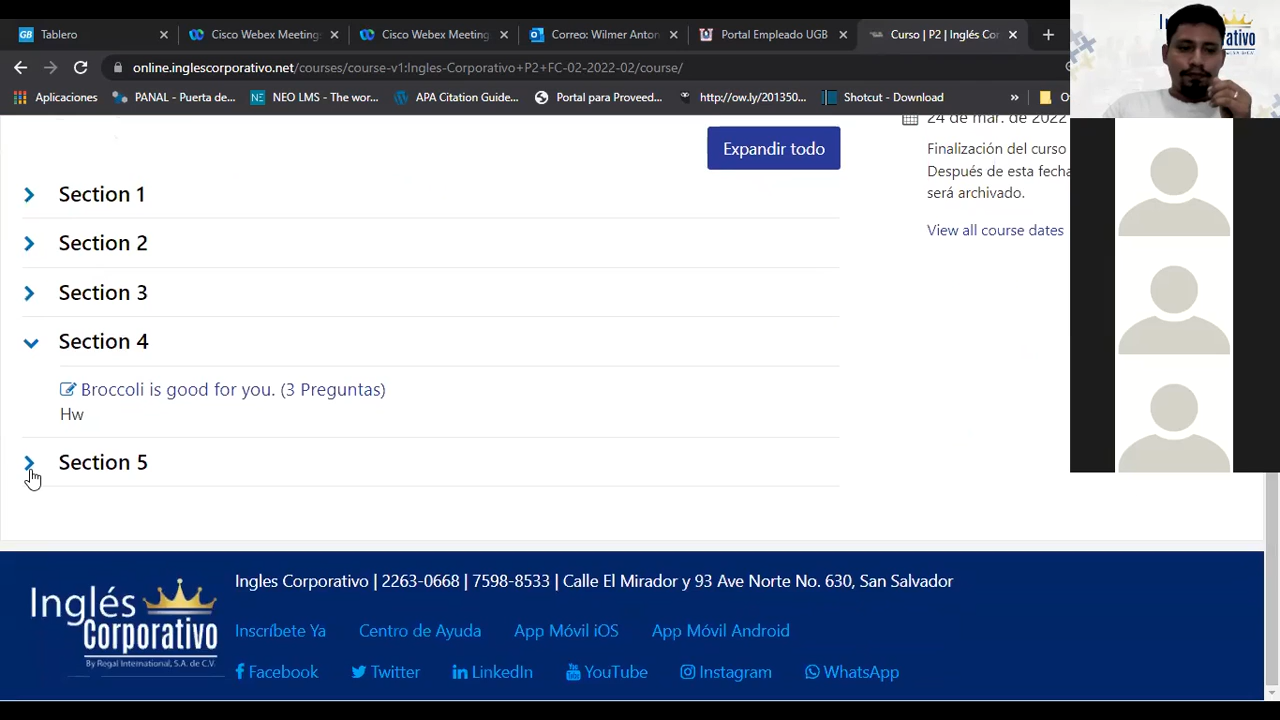 Tablero
Cisco Webex Meeting
Cisco Webex Meeting
Correo: Wilmer Anton
Portal Empleado UGB
Curso | P2 | Inglés Cor
online.inglescorporativo.net/courses/course-v1:Ingles-Corporativo+P2+IC-02-2022-02/course/
Aplicaciones
PANAL - Puerta de...
NEO LMS - The wor...
APA Citation Guide...
Portal para Proveed...
http://ow.ly/201350...
Shotcut - Download
»
24 de mar. de 2022
Expandir todo
Finalización del curso
Después de esta fecha
será archivado.
View all course dates
Section 1
Section 2
Section 3
Section 4
Broccoli is good for you. (3 Preguntas)
Hw
Section 5
Inglés
Corporativo
By Regal International, S.A. de C.V.
Ingles Corporativo | 2263-0668 | 7598-8533 | Calle El Mirador y 93 Ave Norte No. 630, San Salvador
Inscríbete Ya
Centro de Ayuda
App Móvil iOS
App Móvil Android
Facebook
Twitter
LinkedIn
YouTube
Instagram
WhatsApp